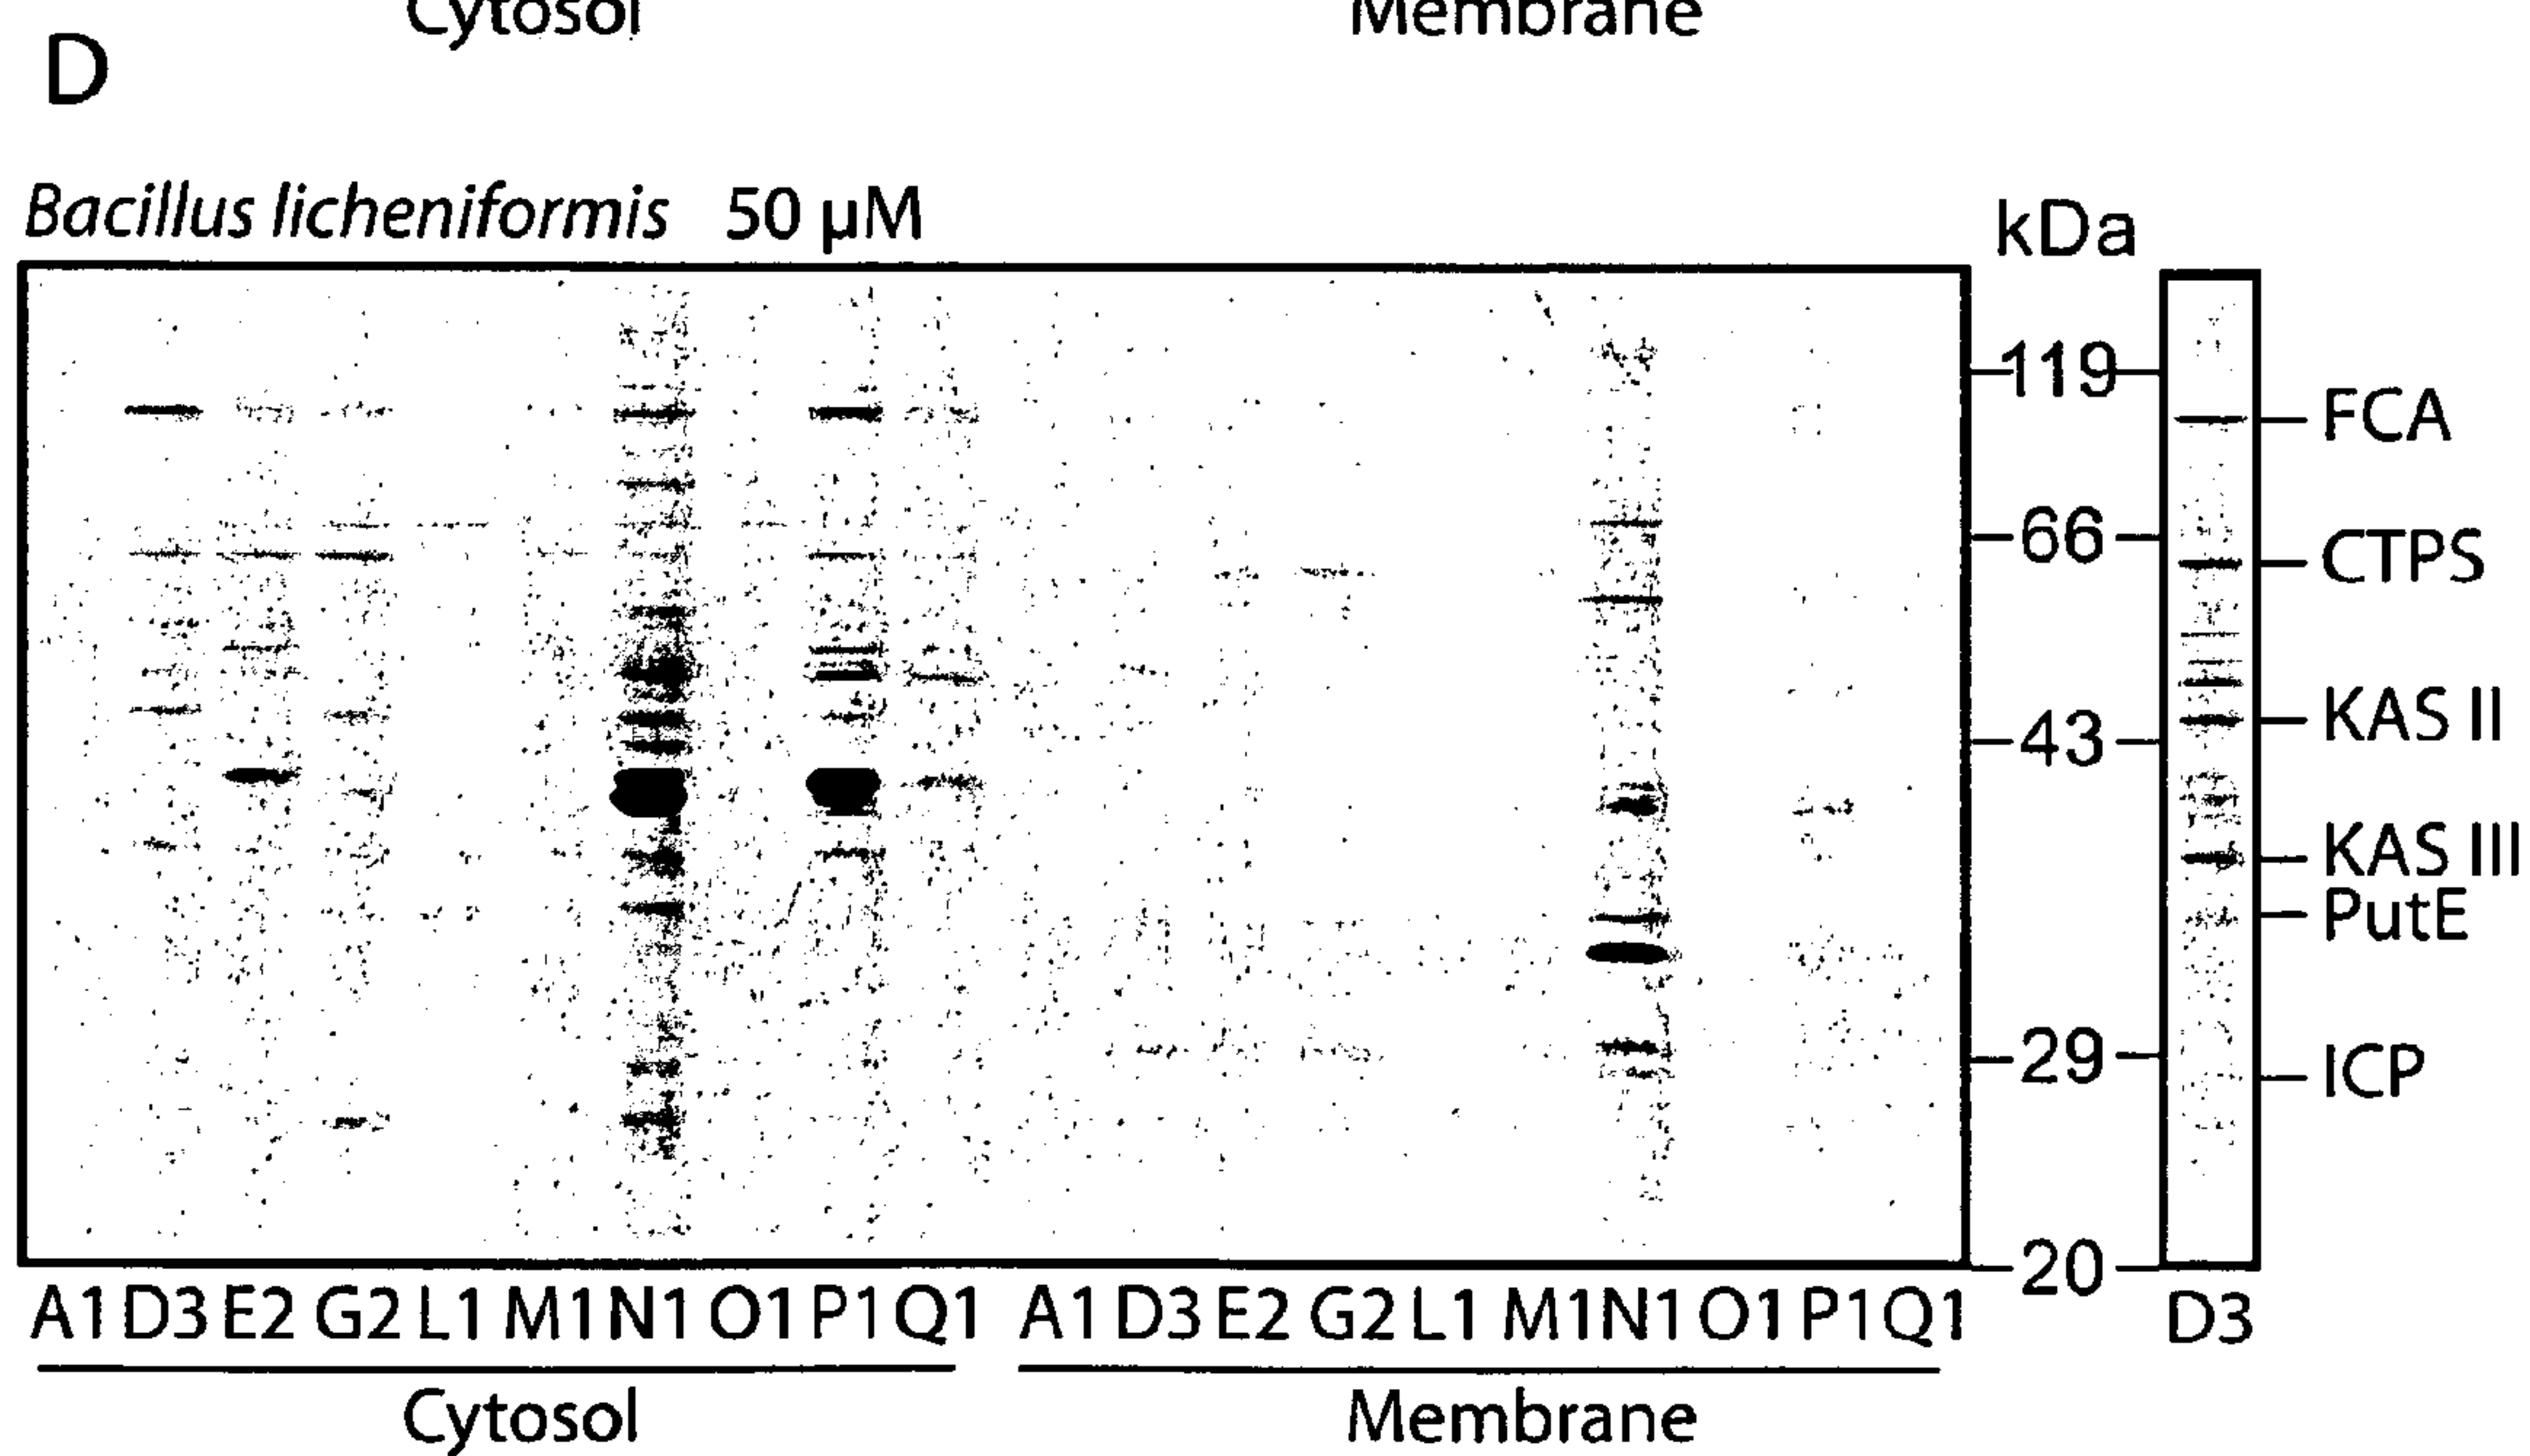 Cytosol Membrane
D
Bacillus licheniformis 50 µM
kDa
119
FCA
66
CTPS
43
KAS II
KAS III
PutE
29
ICP
20
A1 D3 E2 G2 L1 M1 N1 O1 P1 Q1 A1 D3 E2 G2 L1 M1 N1 O1 P1 Q1 D3
Cytosol Membrane